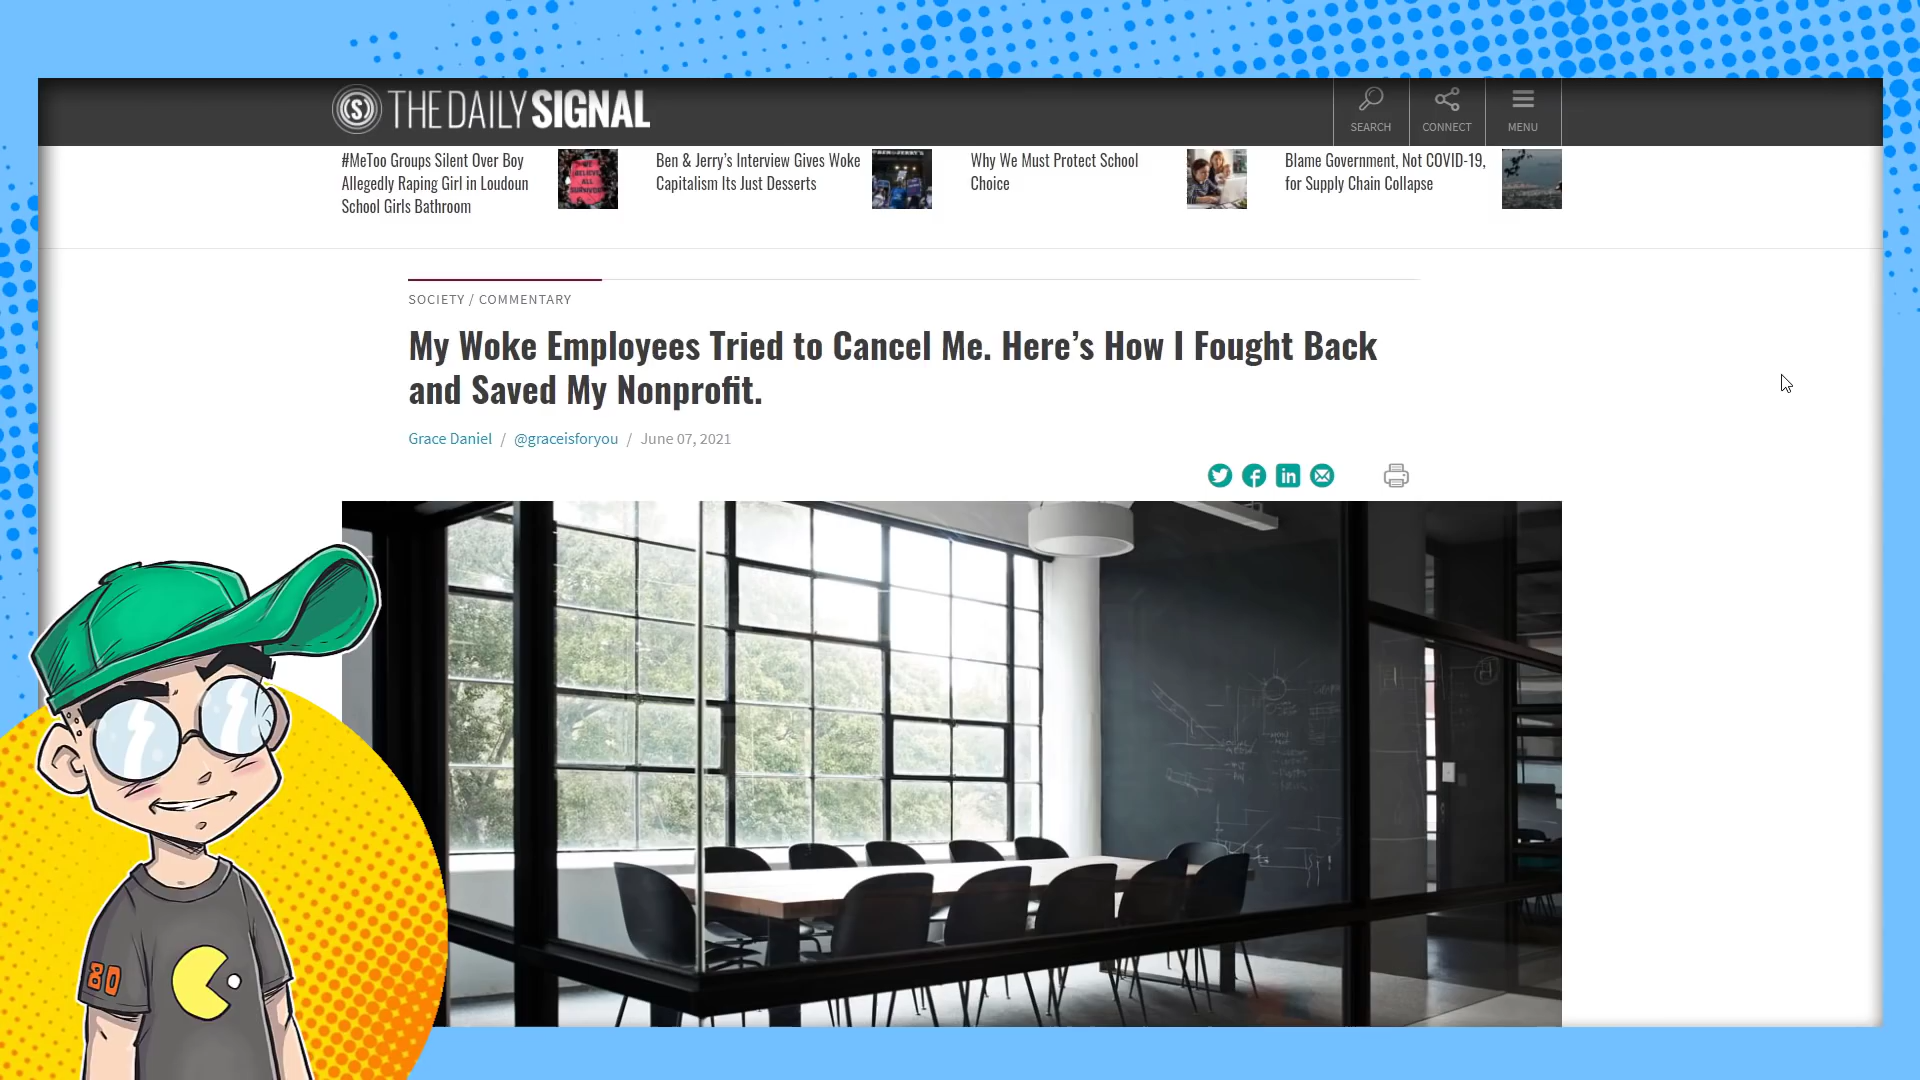 THE DAILY SIGNAL
SEARCH
CONNECT
MENU
#MeToo Groups Silent Over Boy
Allegedly Raping Girl in Loudoun
School Girls Bathroom
Ben & Jerry’s Interview Gives Woke
Capitalism Its Just Desserts
Why We Must Protect School
Choice
Blame Government, Not COVID-19,
for Supply Chain Collapse
SOCIETY / COMMENTARY
My Woke Employees Tried to Cancel Me. Here’s How I Fought Back
and Saved My Nonprofit.
Grace Daniel / @graceisforyou / June 07, 2021
80